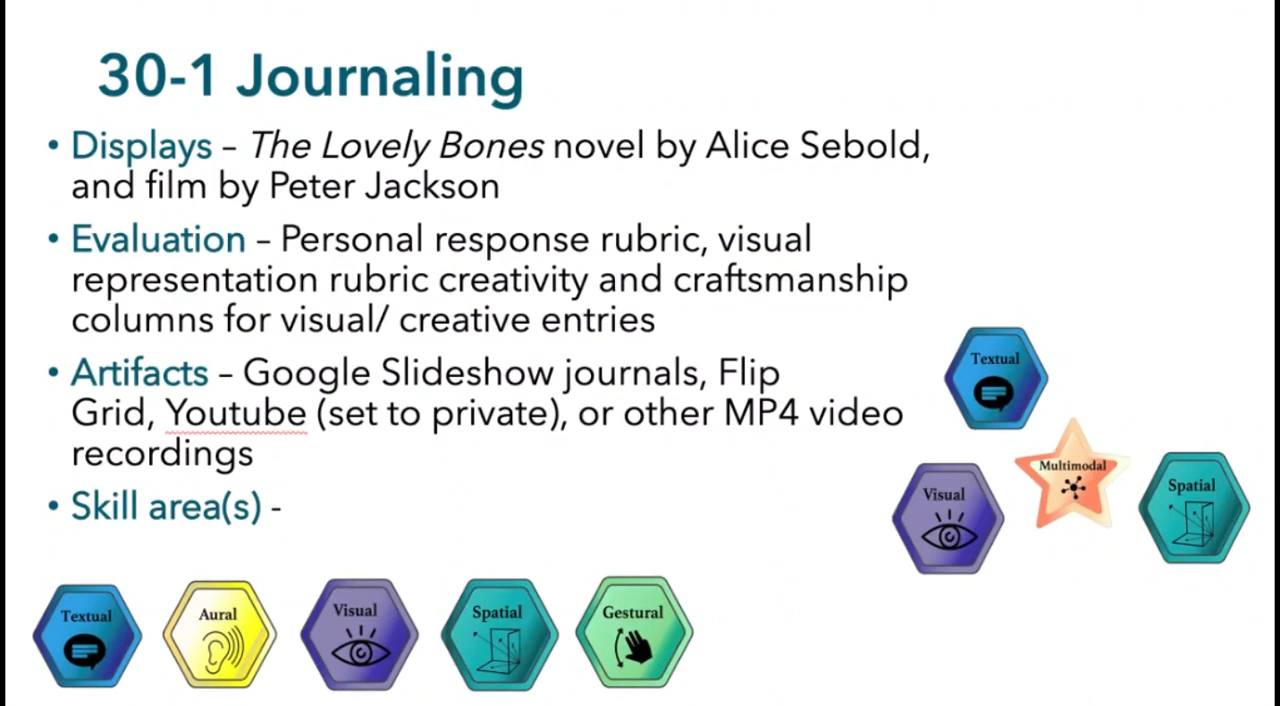 30-1 Journaling
• Displays – The Lovely Bones novel by Alice Sebold,
and film by Peter Jackson
• Evaluation – Personal response rubric, visual
representation rubric creativity and craftsmanship
columns for visual/ creative entries
• Artifacts – Google Slideshow journals, Flip
Grid, Youtube (set to private), or other MP4 video
recordings
• Skill area(s) -
Textual
Multimodal
Visual
Spatial
Textual
Aural
Visual
Spatial
Gestural